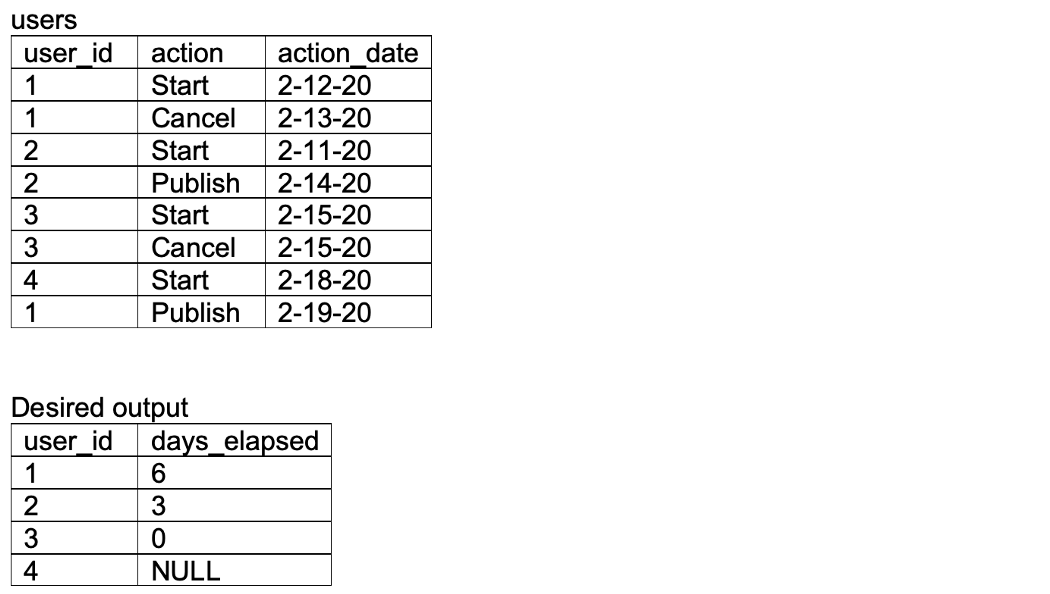 users
user_id action action_date
1 Start 2-12-20
1 Cancel 2-13-20
2 Start 2-11-20
2 Publish 2-14-20
3 Start 2-15-20
3 Cancel 2-15-20
4 Start 2-18-20
1 Publish 2-19-20
Desired output
user_id days_elapsed
1 6
2 3
3 0
4 NULL